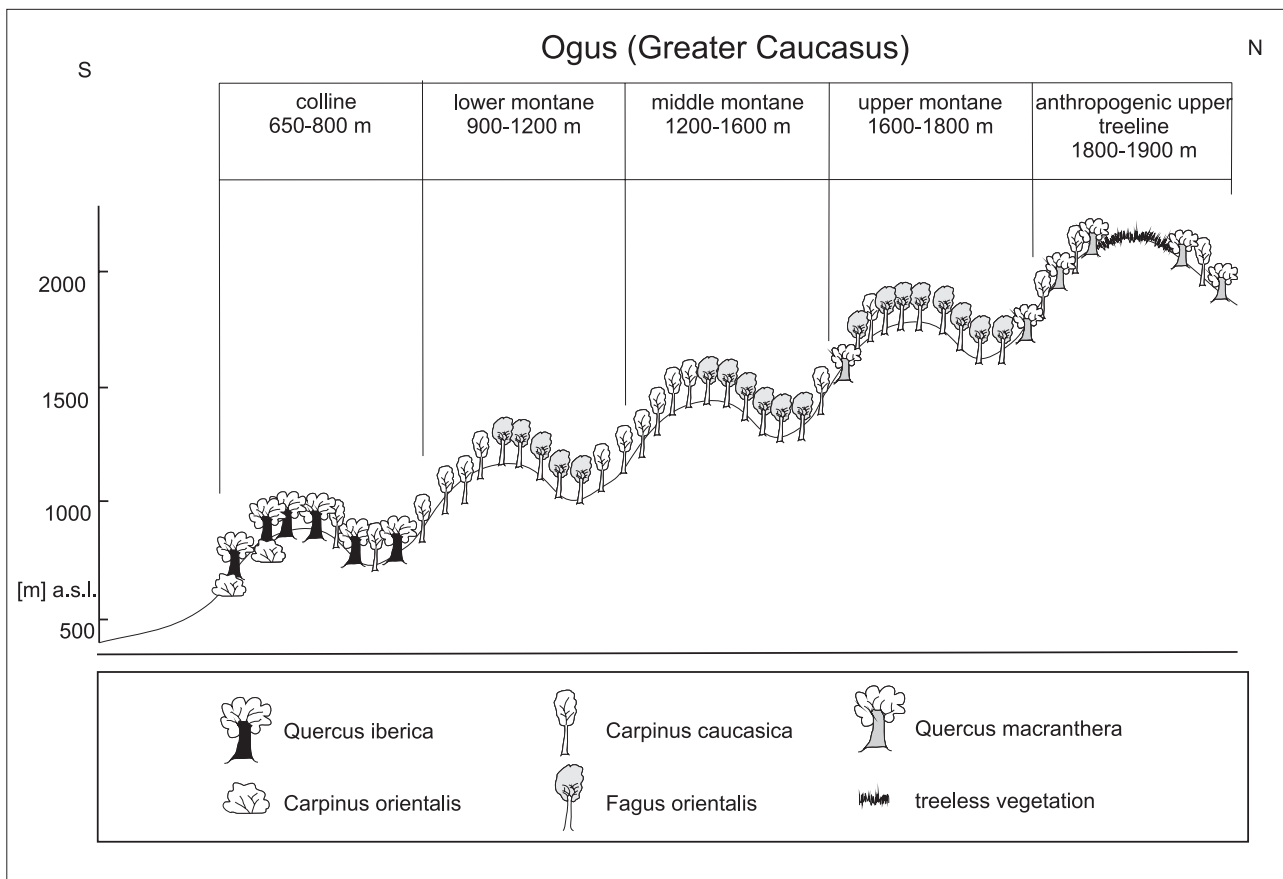 Ogus (Greater Caucasus)
S
N
colline
650-800 m
lower montane
900-1200 m
middle montane
1200-1600 m
upper montane
1600-1800 m
anthropogenic upper
treeline
1800-1900 m
2000
1500
1000
[m] a.s.l.
500
Quercus iberica
Carpinus caucasica
Quercus macranthera
Carpinus orientalis
Fagus orientalis
treeless vegetation